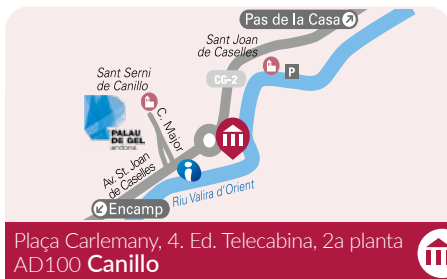 Pas de la Casa
Sant Joan
de Caselles
CG-2
P
Sant Serni
de Canillo
C. Major
PALAU
DE GEL
andorra
Av. St. Joan
de Caselles
i
Riu Valira d'Orient
Encamp
Plaça Carlemany, 4. Ed. Telecabina, 2a planta
AD100 Canillo